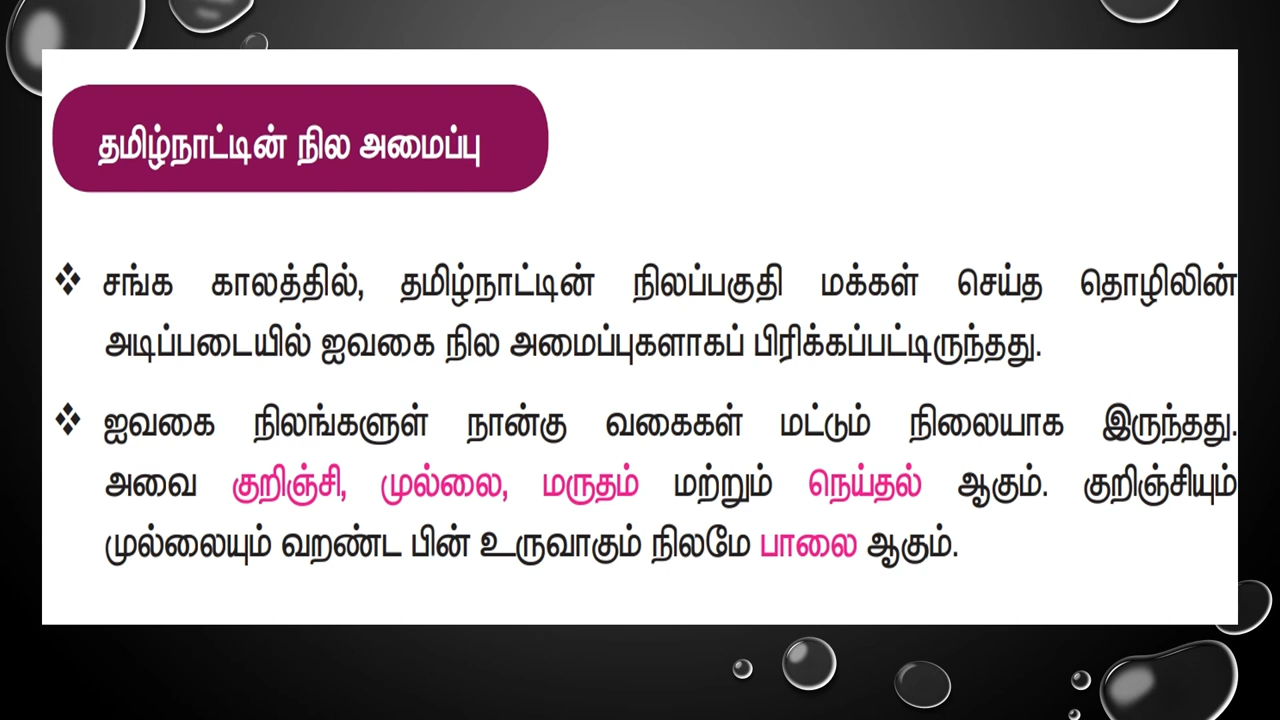 தமிழ்நாட்டின் நில அமைப்பு
❖ சங்க காலத்தில், தமிழ்நாட்டின் நிலப்பகுதி மக்கள் செய்த தொழிலின்
அடிப்படையில் ஐவகை நில அமைப்புகளாகப் பிரிக்கப்பட்டிருந்தது.
❖ ஐவகை நிலங்களுள் நான்கு வகைகள் மட்டும் நிலையாக இருந்தது.
அவை குறிஞ்சி, முல்லை, மருதம் மற்றும் நெய்தல் ஆகும். குறிஞ்சியும்
முல்லையும் வறண்ட பின் உருவாகும் நிலமே பாலை ஆகும்.